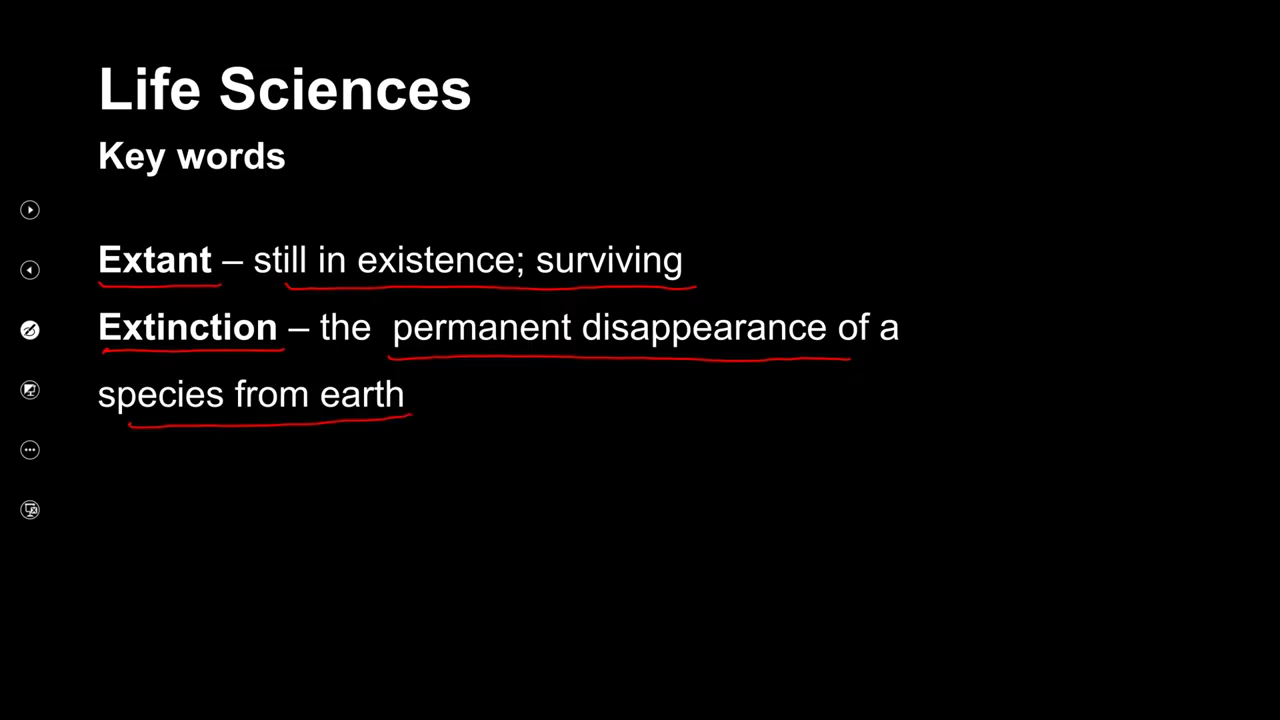 Life Sciences
Key words
Extant – still in existence; surviving
Extinction – the  permanent disappearance of a
species from earth